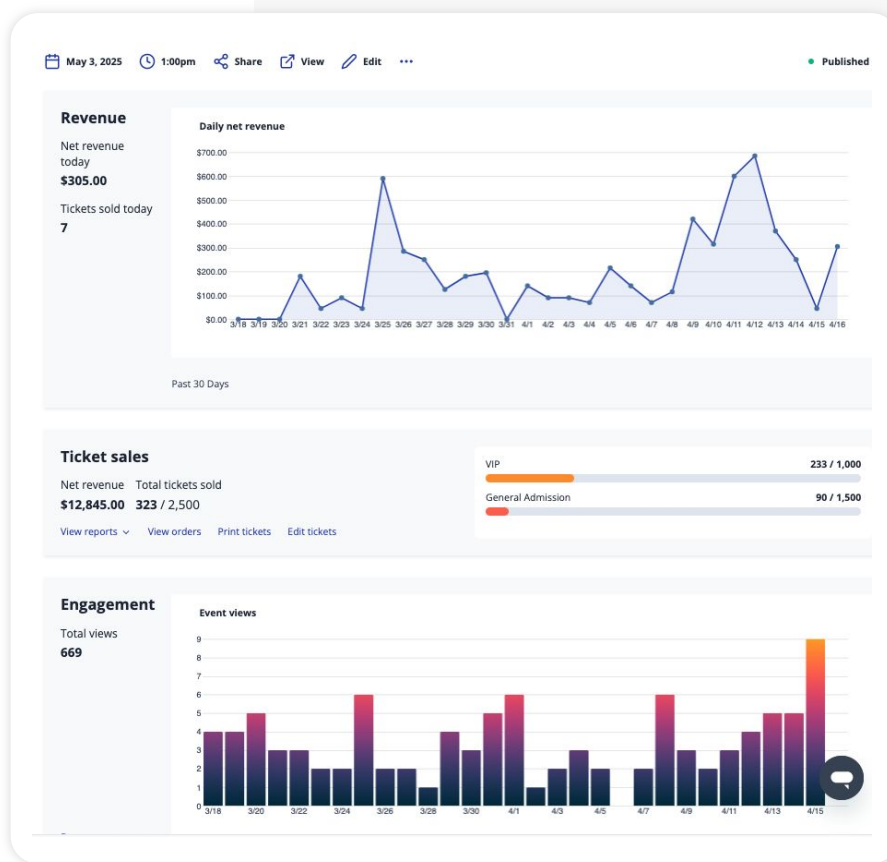 May 3, 2025 1:00pm Share View Edit ••• Published
Revenue
Net revenue
today
$305.00
Tickets sold today
7
Daily net revenue
$700.00
$600.00
$500.00
$400.00
$300.00
$200.00
$100.00
$0.00
3/18 3/19 3/20 3/21 3/22 3/23 3/24 3/25 3/26 3/27 3/28 3/29 3/30 3/31 4/1 4/2 4/3 4/4 4/5 4/6 4/7 4/8 4/9 4/10 4/11 4/12 4/13 4/14 4/15 4/16
Past 30 Days
Ticket sales
Net revenue Total tickets sold
$12,845.00 323 / 2,500
View reports View orders Print tickets Edit tickets
VIP 233 / 1,000
General Admission 90 / 1,500
Engagement
Total views
669
Event views
9
8
7
6
5
4
3
2
1
0
3/18 3/20 3/22 3/24 3/26 3/28 3/30 4/1 4/3 4/5 4/7 4/9 4/11 4/13 4/15